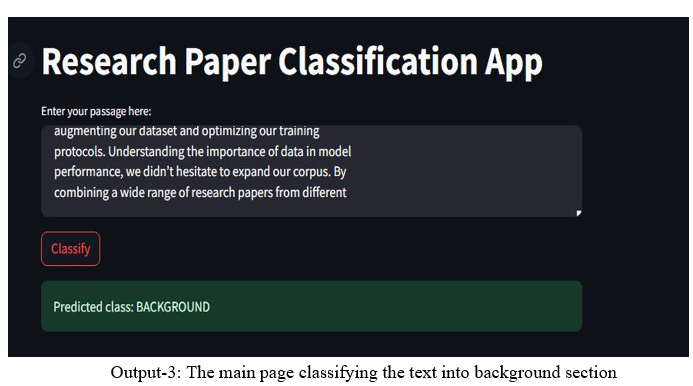 Research Paper Classification App
Enter your passage here:
augmenting our dataset and optimizing our training
protocols. Understanding the importance of data in model
performance, we didn't hesitate to expand our corpus. By
combining a wide range of research papers from different
Classify
Predicted class: BACKGROUND
Output-3: The main page classifying the text into background section